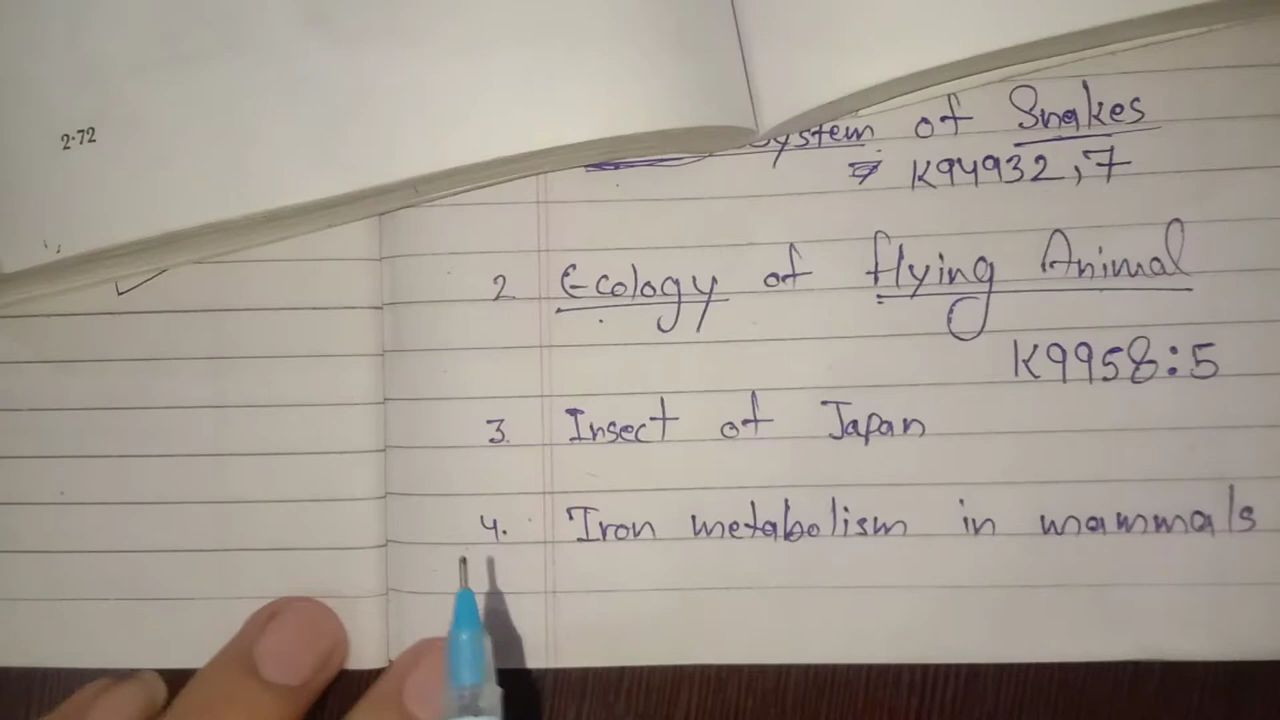 2·72
ystem of Snakes
⇒ K94932,7
2 Ecology of flying Animal
K9958:5
3. Insect of Japan
4. Iron metabolism in mammals